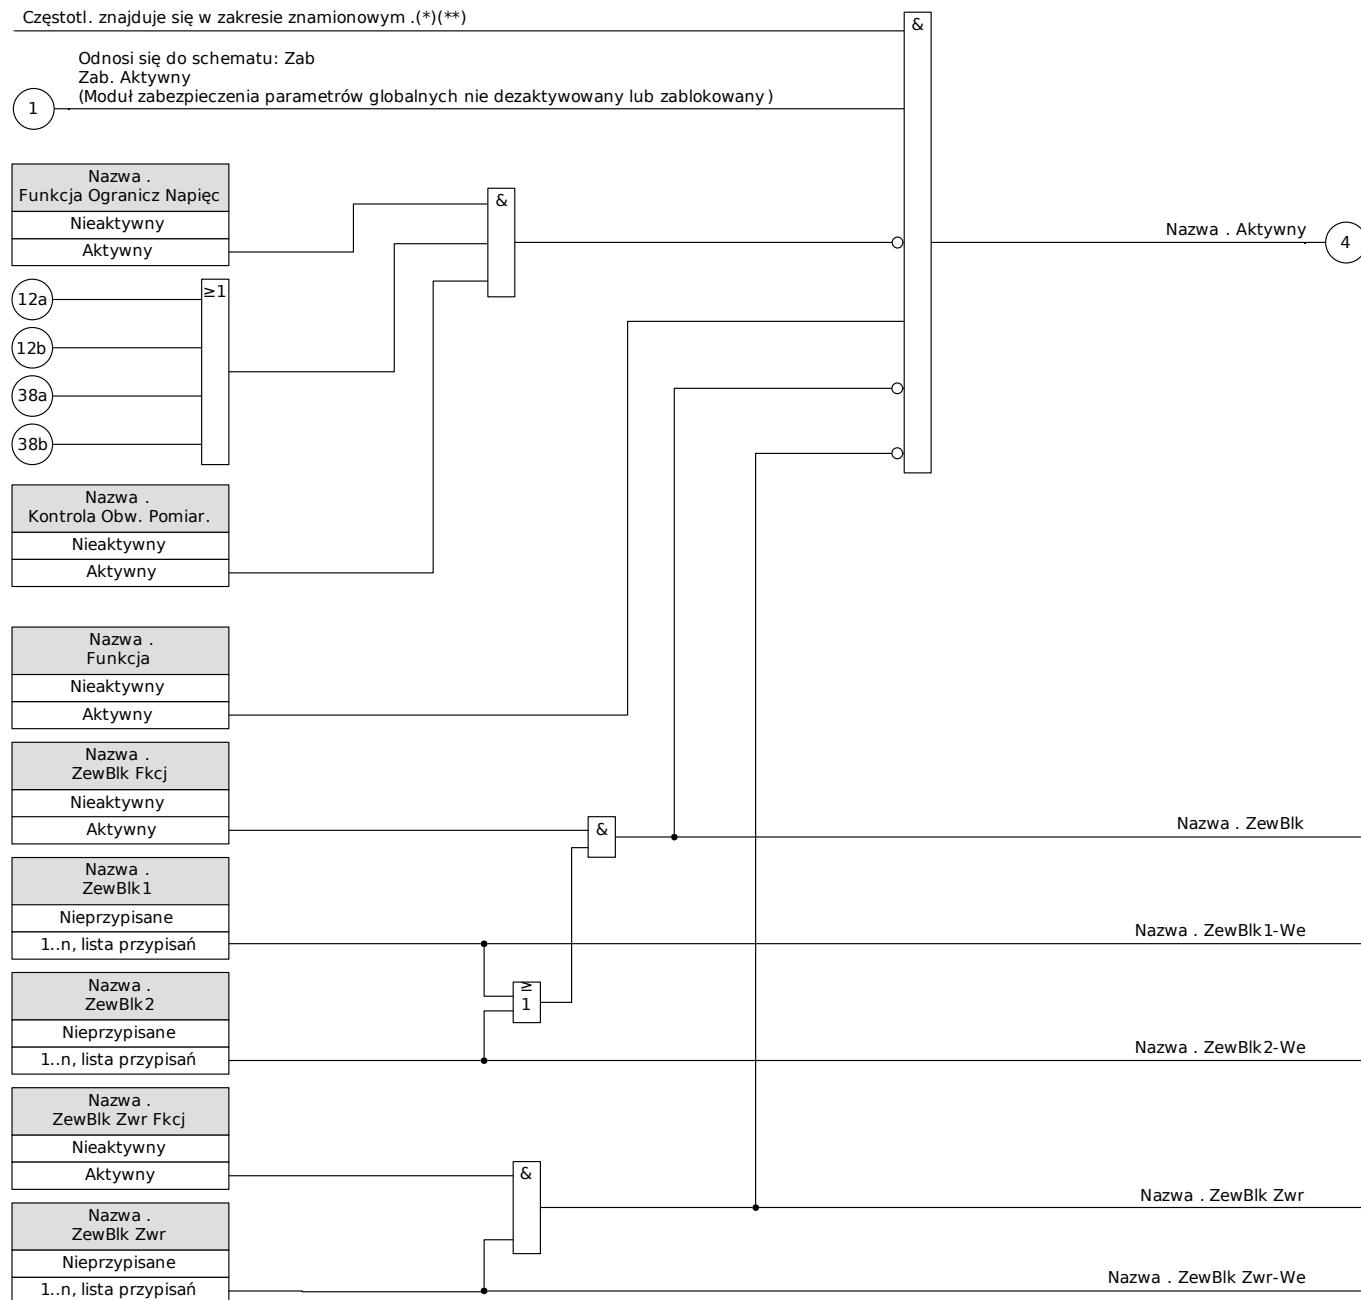 Częstotl. znajduje się w zakresie znamionowym .(*)(**)
&
Odnosi się do schematu: Zab
Zab. Aktywny
(Moduł zabezpieczenia parametrów globalnych nie dezaktywowany lub zablokowany)
1
Nazwa .
Funkcja Ogranicz Napięc
Nieaktywny
Aktywny
&
Nazwa . Aktywny
4
12a
≥1
12b
38a
38b
Nazwa .
Kontrola Obw. Pomiar.
Nieaktywny
Aktywny
Nazwa .
Funkcja
Nieaktywny
Aktywny
Nazwa .
ZewBlk Fkcj
Nieaktywny
Aktywny
&
Nazwa . ZewBlk
Nazwa .
ZewBlk1
Nieprzypisane
1..n, lista przypisań
Nazwa . ZewBlk1-We
≥
1
Nazwa .
ZewBlk2
Nieprzypisane
1..n, lista przypisań
Nazwa . ZewBlk2-We
Nazwa .
ZewBlk Zwr Fkcj
Nieaktywny
Aktywny
&
Nazwa . ZewBlk Zwr
Nazwa .
ZewBlk Zwr
Nieprzypisane
1..n, lista przypisań
Nazwa . ZewBlk Zwr-We